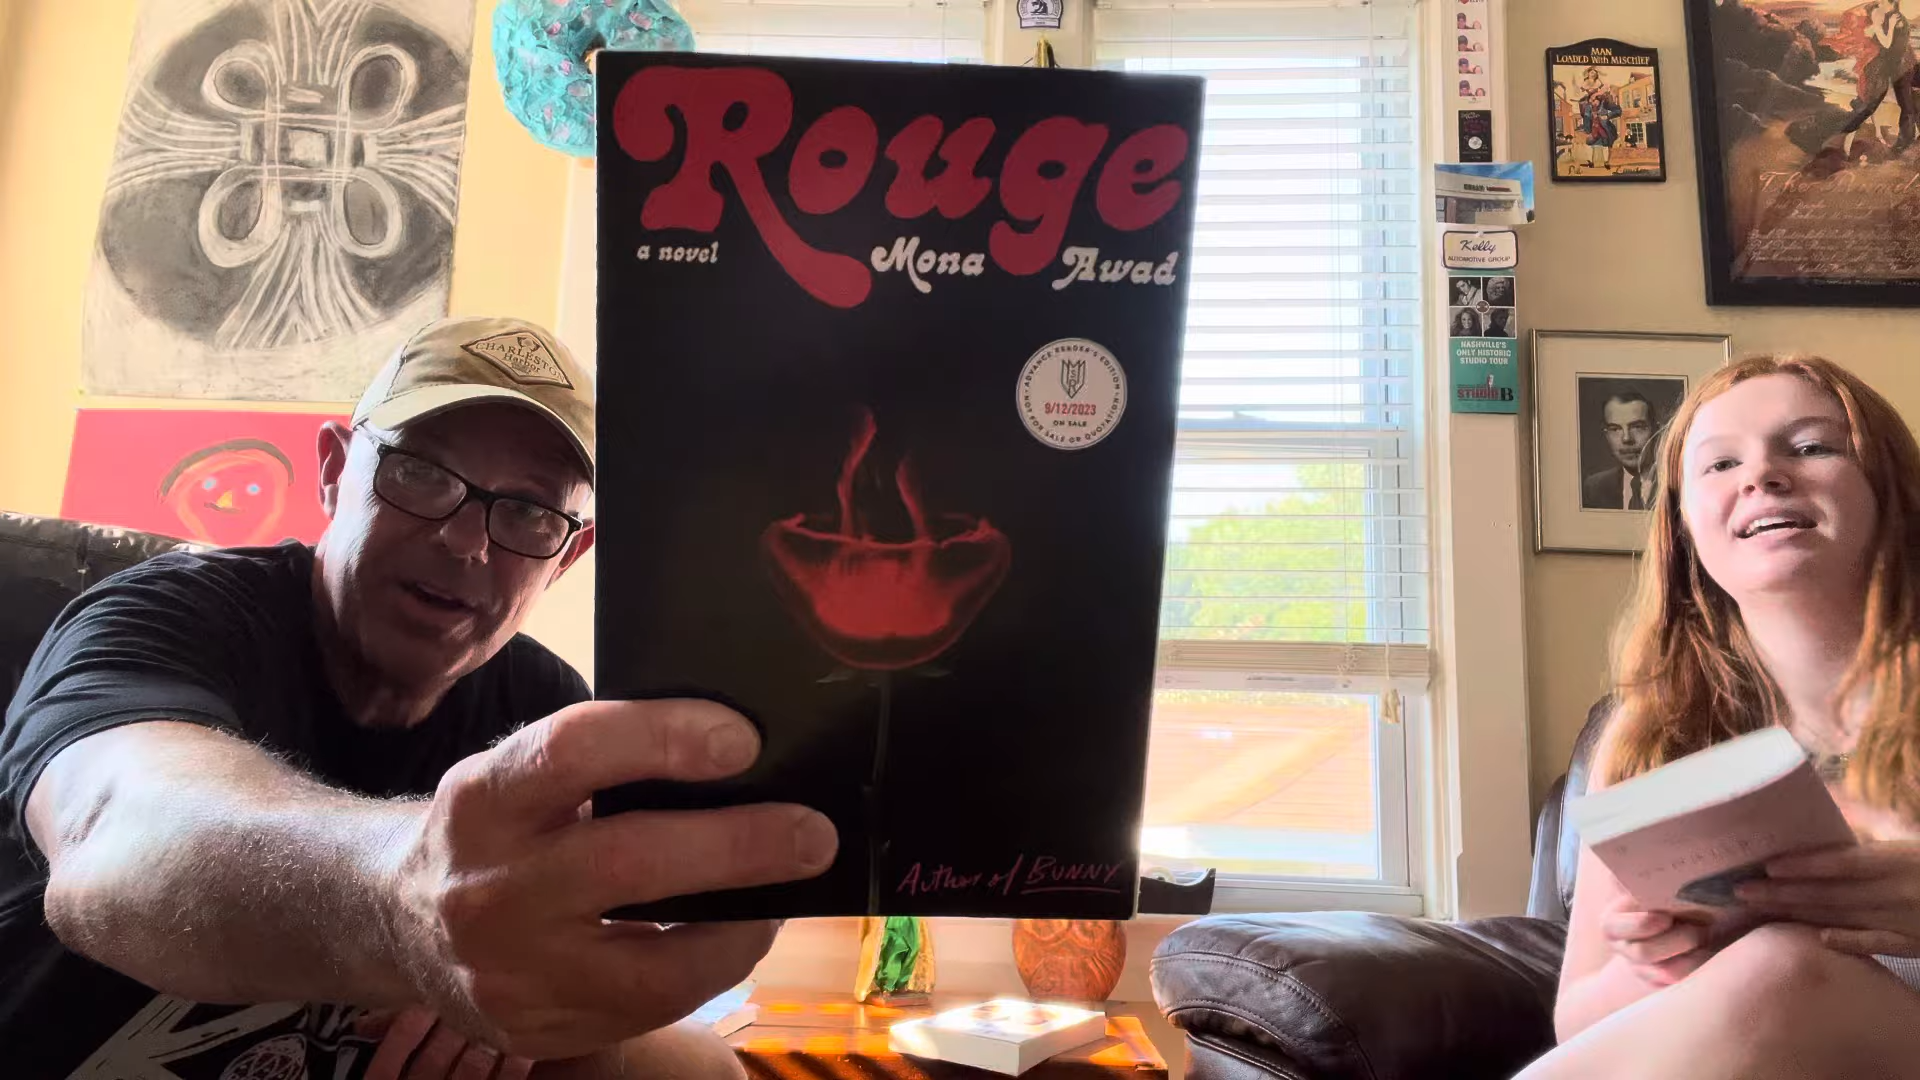 Rouge
a novel
Mona Awad
ADVANCE READER'S EDITION
9/12/2023
ON SALE
NOT FOR SALE OR QUOTATION
Author of BUNNY
CHARLESTON
Harbor
MAN
LOADED With MISCHIEF
Kelly
AUTOMOTIVE GROUP
NASHVILLE'S
ONLY HISTORIC
STUDIO TOUR
STUDIO B